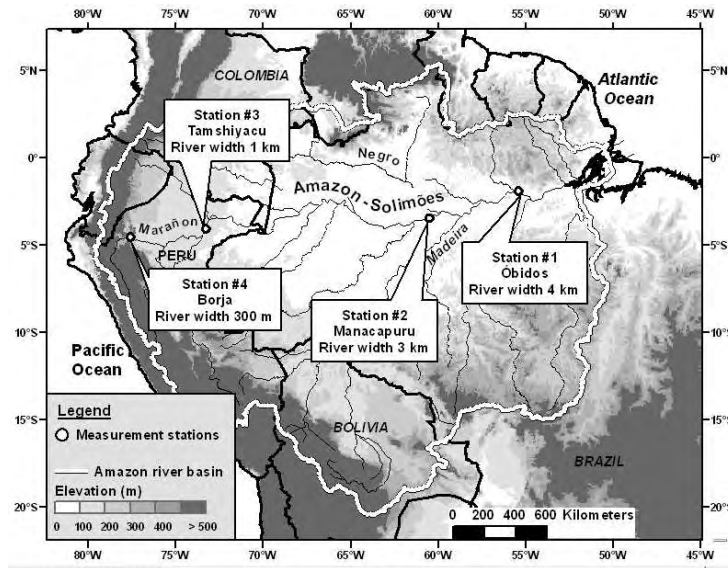 80°W 75°W 70°W 65°W 60°W 55°W 50°W 45°W
5°N
0°
5°S
10°S
15°S
20°S
COLOMBIA
Atlantic
Ocean
5°N
0°
5°S
10°S
15°S
20°S
Station #3
Tamshiyacu
River width 1 km
Negro
Amazon-Solimões
Marañon
PERU
Madeira
Station #4
Borja
River width 300 m
Station #1
Óbidos
River width 4 km
Station #2
Manacapuru
River width 3 km
Pacific
Ocean
BOLIVIA
BRAZIL
Legend
Measurement stations
Amazon river basin
Elevation (m)
0 100 200 300 400 > 500
0 200 400 600 Kilometers
80°W 75°W 70°W 65°W 60°W 55°W 50°W 45°W